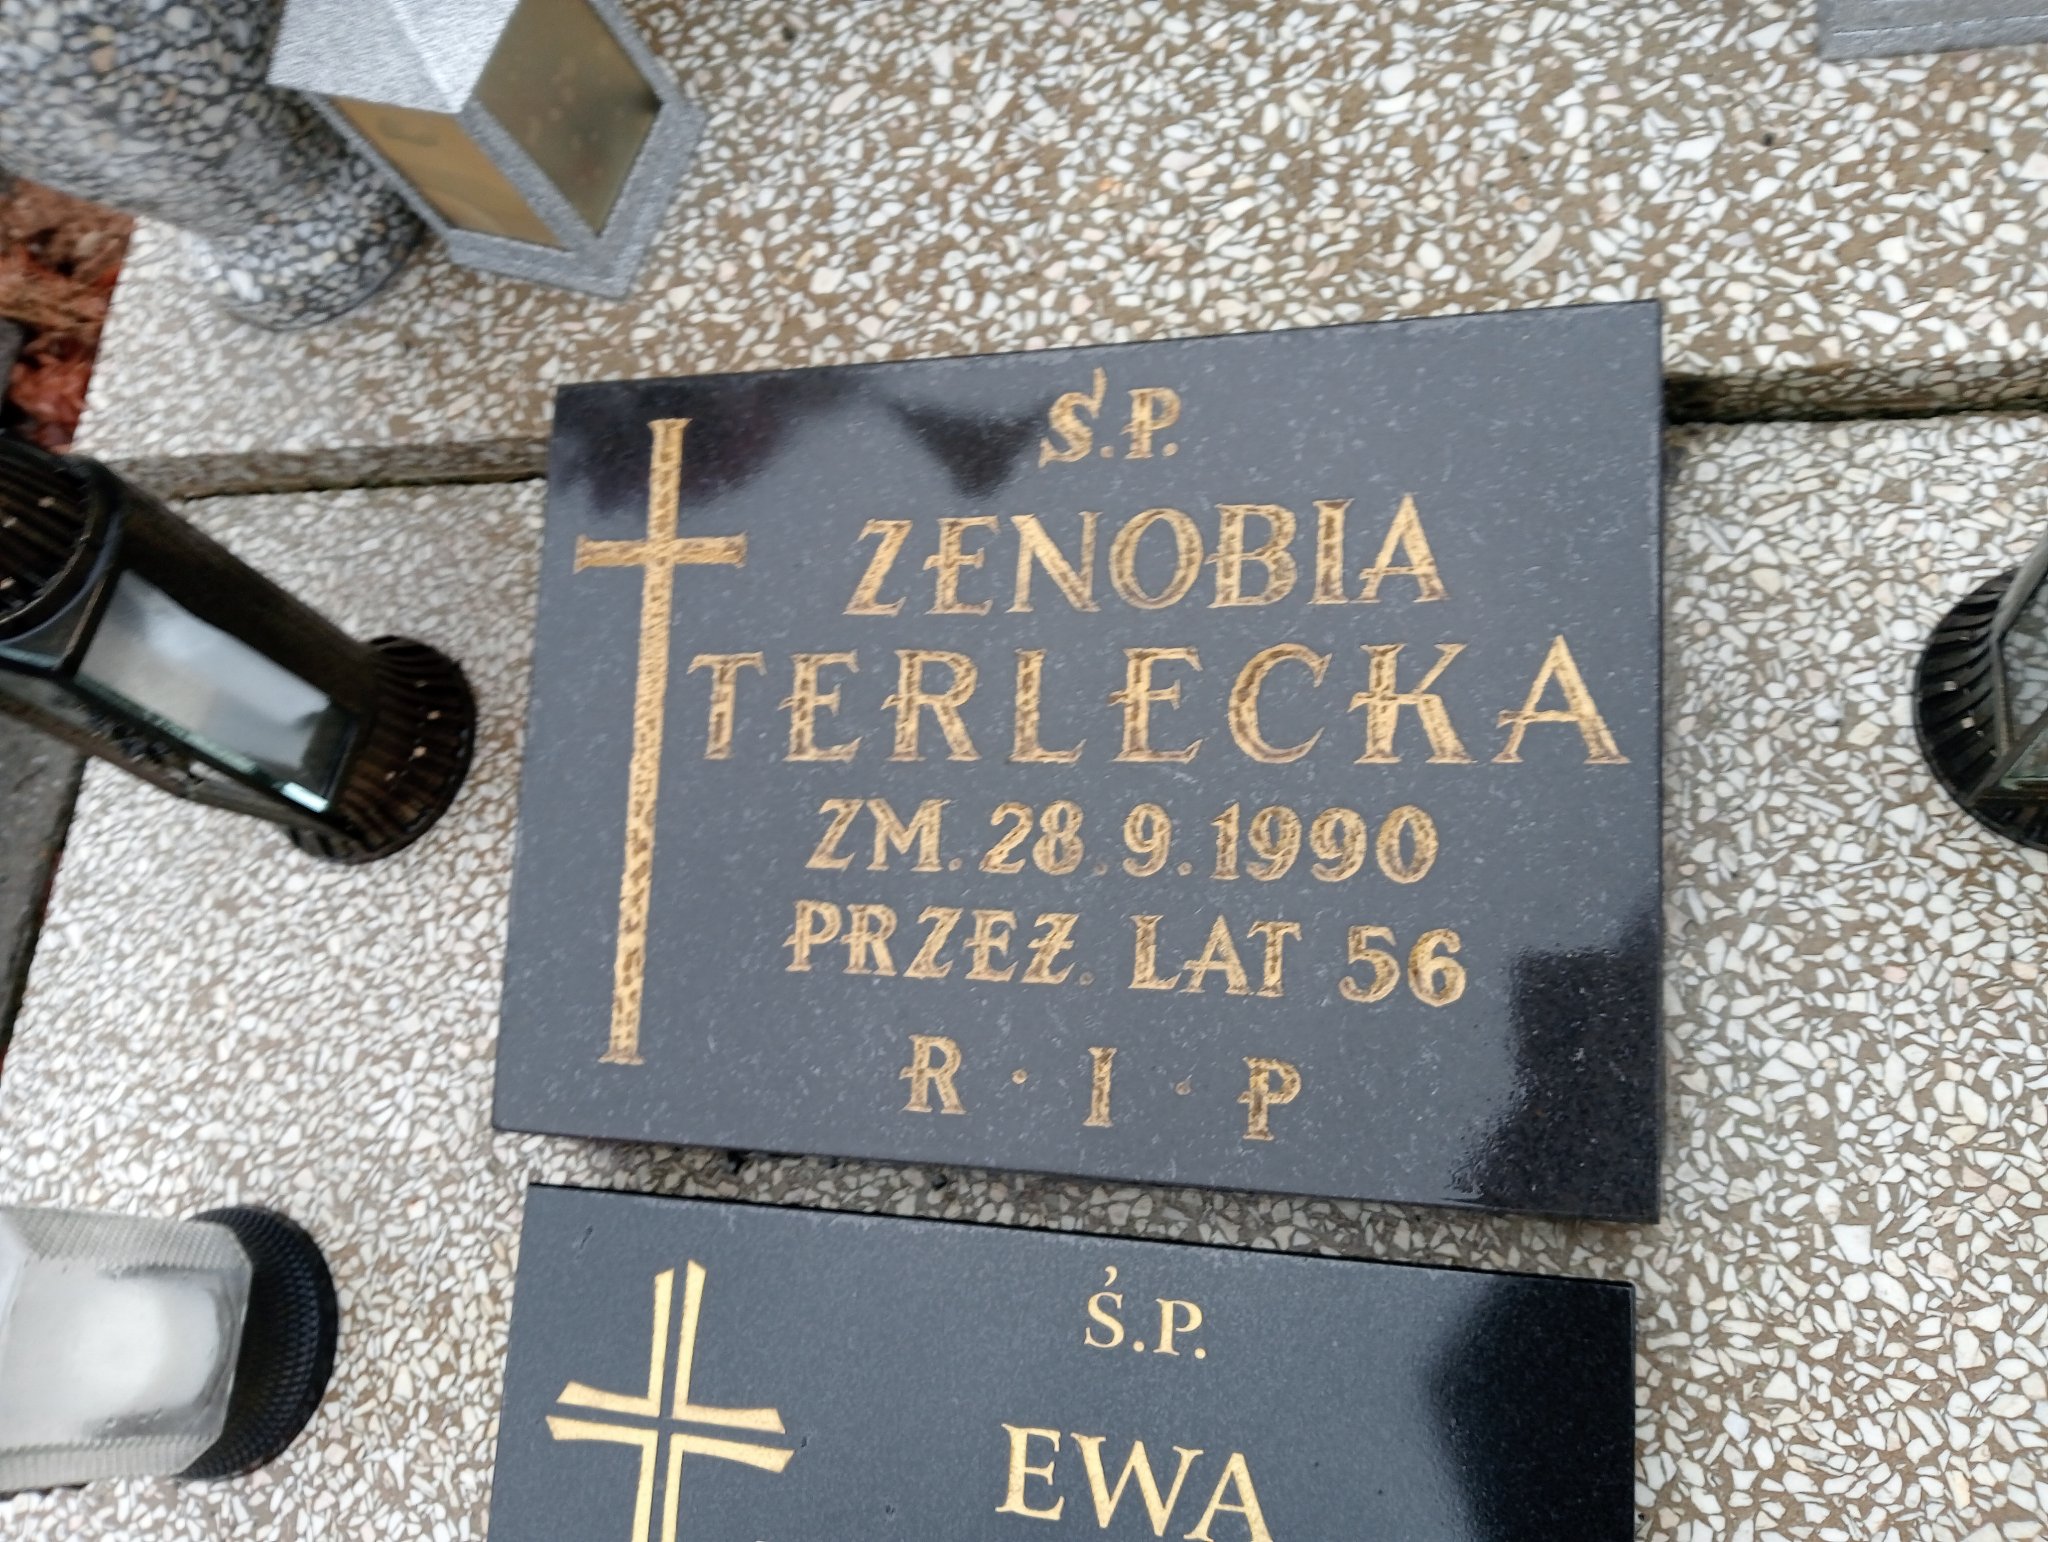 Ś.P.
ZENOBIA
TERLECKA
ZM. 28.9.1990
PRZEŻ. LAT 56
R · I · P
Ś.P.
EWA